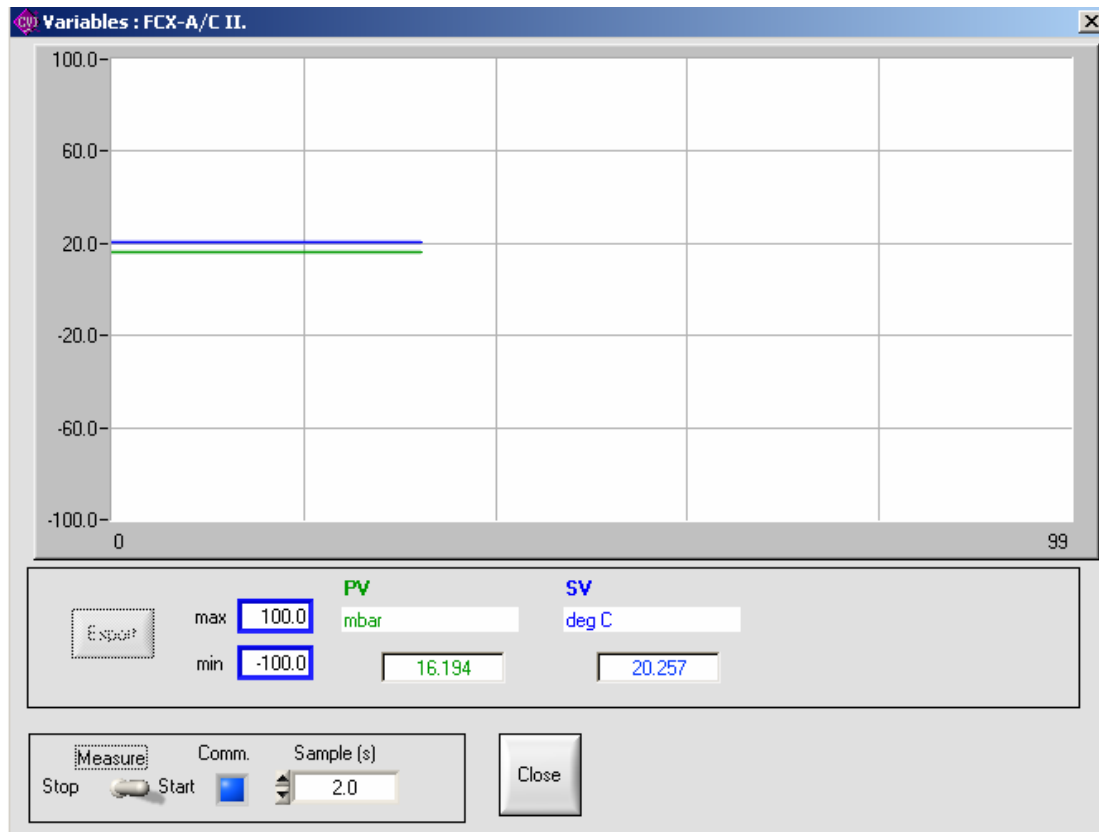 CVI Variables : FCX-A/C II.
100.0
60.0
20.0
-20.0
-60.0
-100.0
0 99
PV SV
Export max 100.0 mbar deg C
min -100.0 16.194 20.257
Measure Comm. Sample (s)
Stop Start 2.0
Close